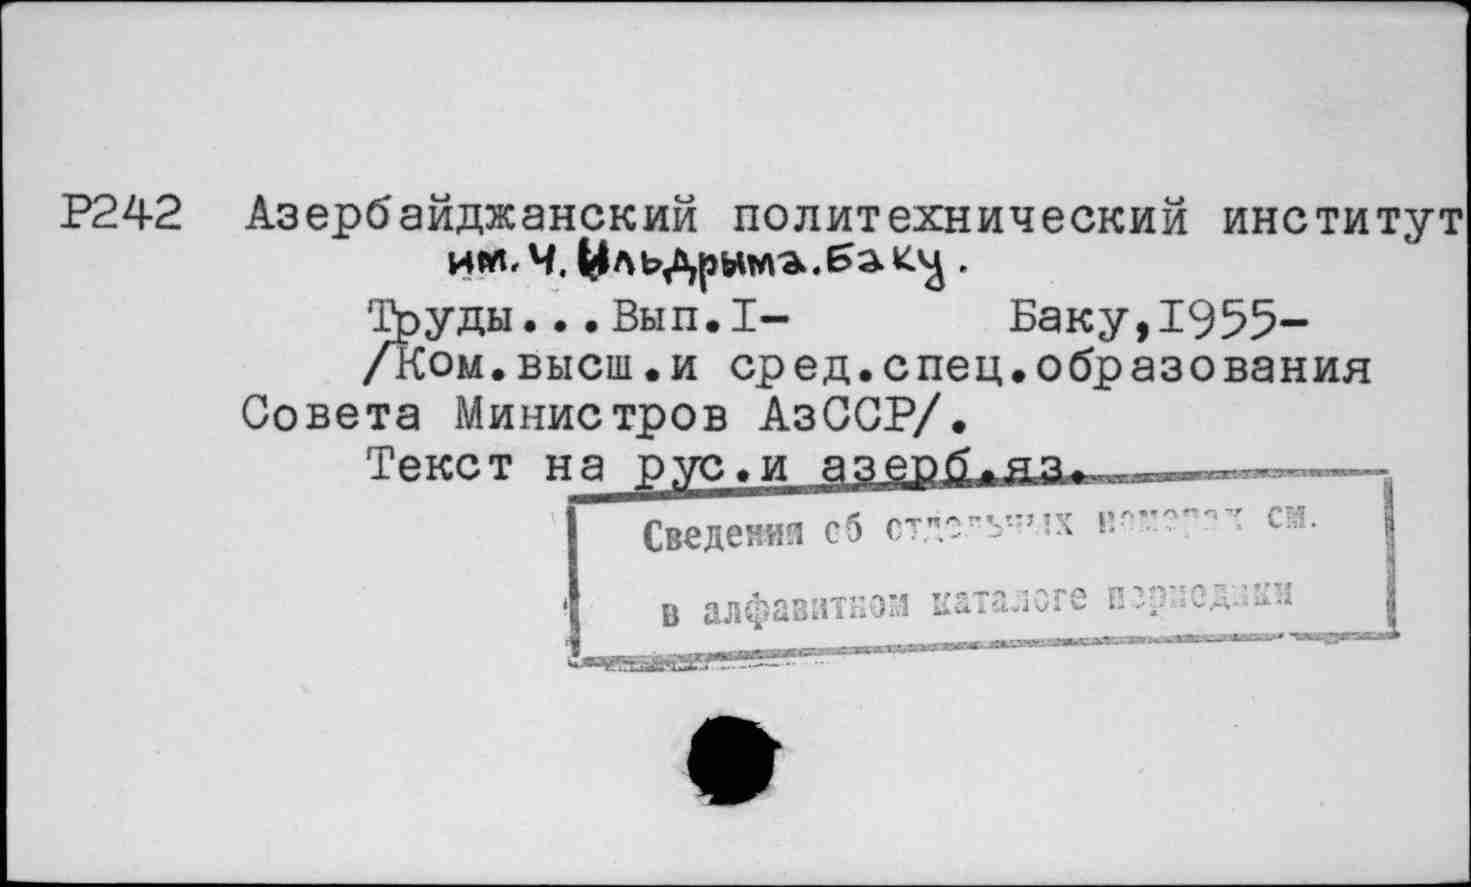 Р242 Азербайджанский политехнический институт
им. Ч. Ильдрыма. Баку.
Труды...Вып.I- Баку,I955-
/Ком.высш.и сред.спец.образования
Совета Министров АзССР/.
Текст на рус.и азерб.яз.
Сведения об отдельных номерах см.
в алфавитном каталоге периодики